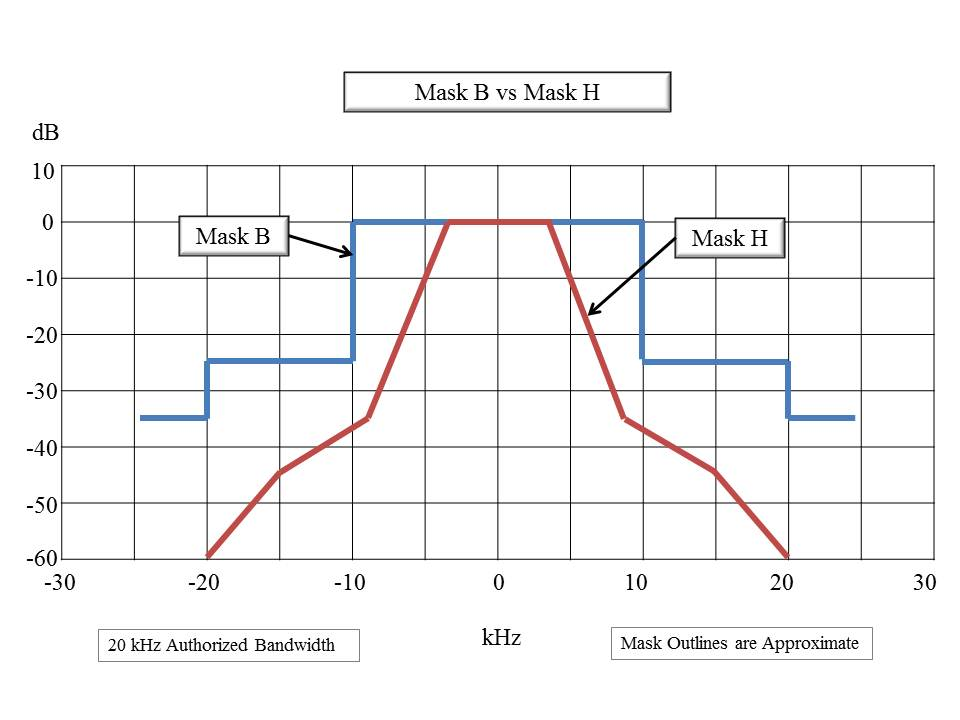 Mask B vs Mask H
dB
10
0
-10
-20
-30
-40
-50
-60
Mask B
Mask H
-30 -20 -10 0 10 20 30
kHz
20 kHz Authorized Bandwidth
Mask Outlines are Approximate